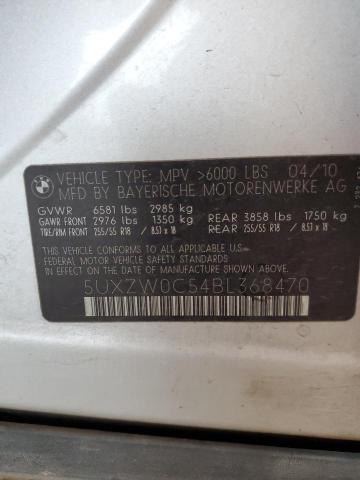 BMW
VEHICLE TYPE: MPV >6000 LBS 04/10
MFD BY BAYERISCHE MOTORENWERKE AG
GVWR 6581 lbs 2985 kg
GAWR FRONT 2976 lbs 1350 kg REAR 3858 lbs 1750 kg
TIRE/RIM FRONT 255/55 R18 / 8.5J x 18 REAR 255/55 R18 / 8.5J x 18
THIS VEHICLE CONFORMS TO ALL APPLICABLE U.S.
FEDERAL MOTOR VEHICLE SAFETY STANDARDS IN EFFECT
ON THE DATE OF MANUFACTURE SHOWN ABOVE.
5UXZW0C54BL368470